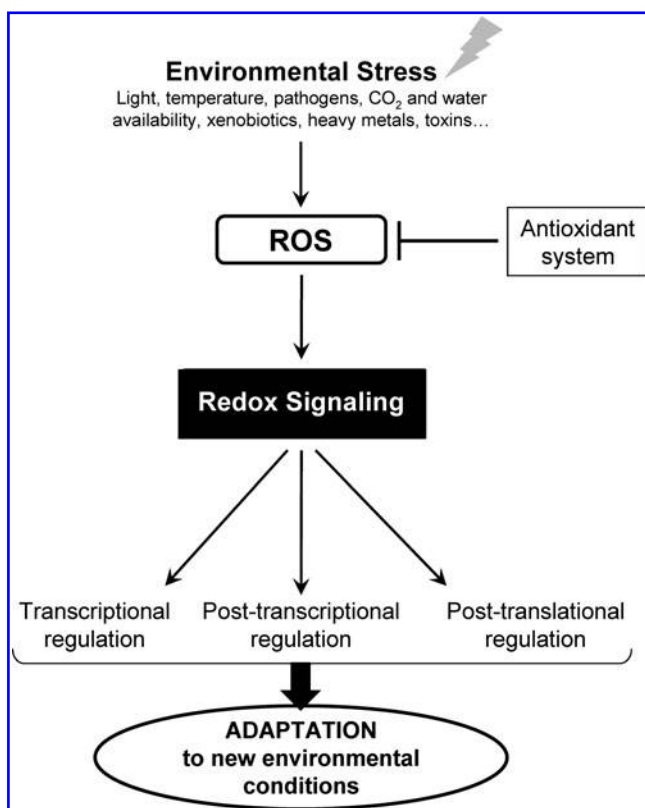 Environmental Stress
Light, temperature, pathogens, CO₂ and water
availability, xenobiotics, heavy metals, toxins…
ROS
Antioxidant
system
Redox Signaling
Transcriptional
regulation
Post-transcriptional
regulation
Post-translational
regulation
ADAPTATION
to new environmental
conditions